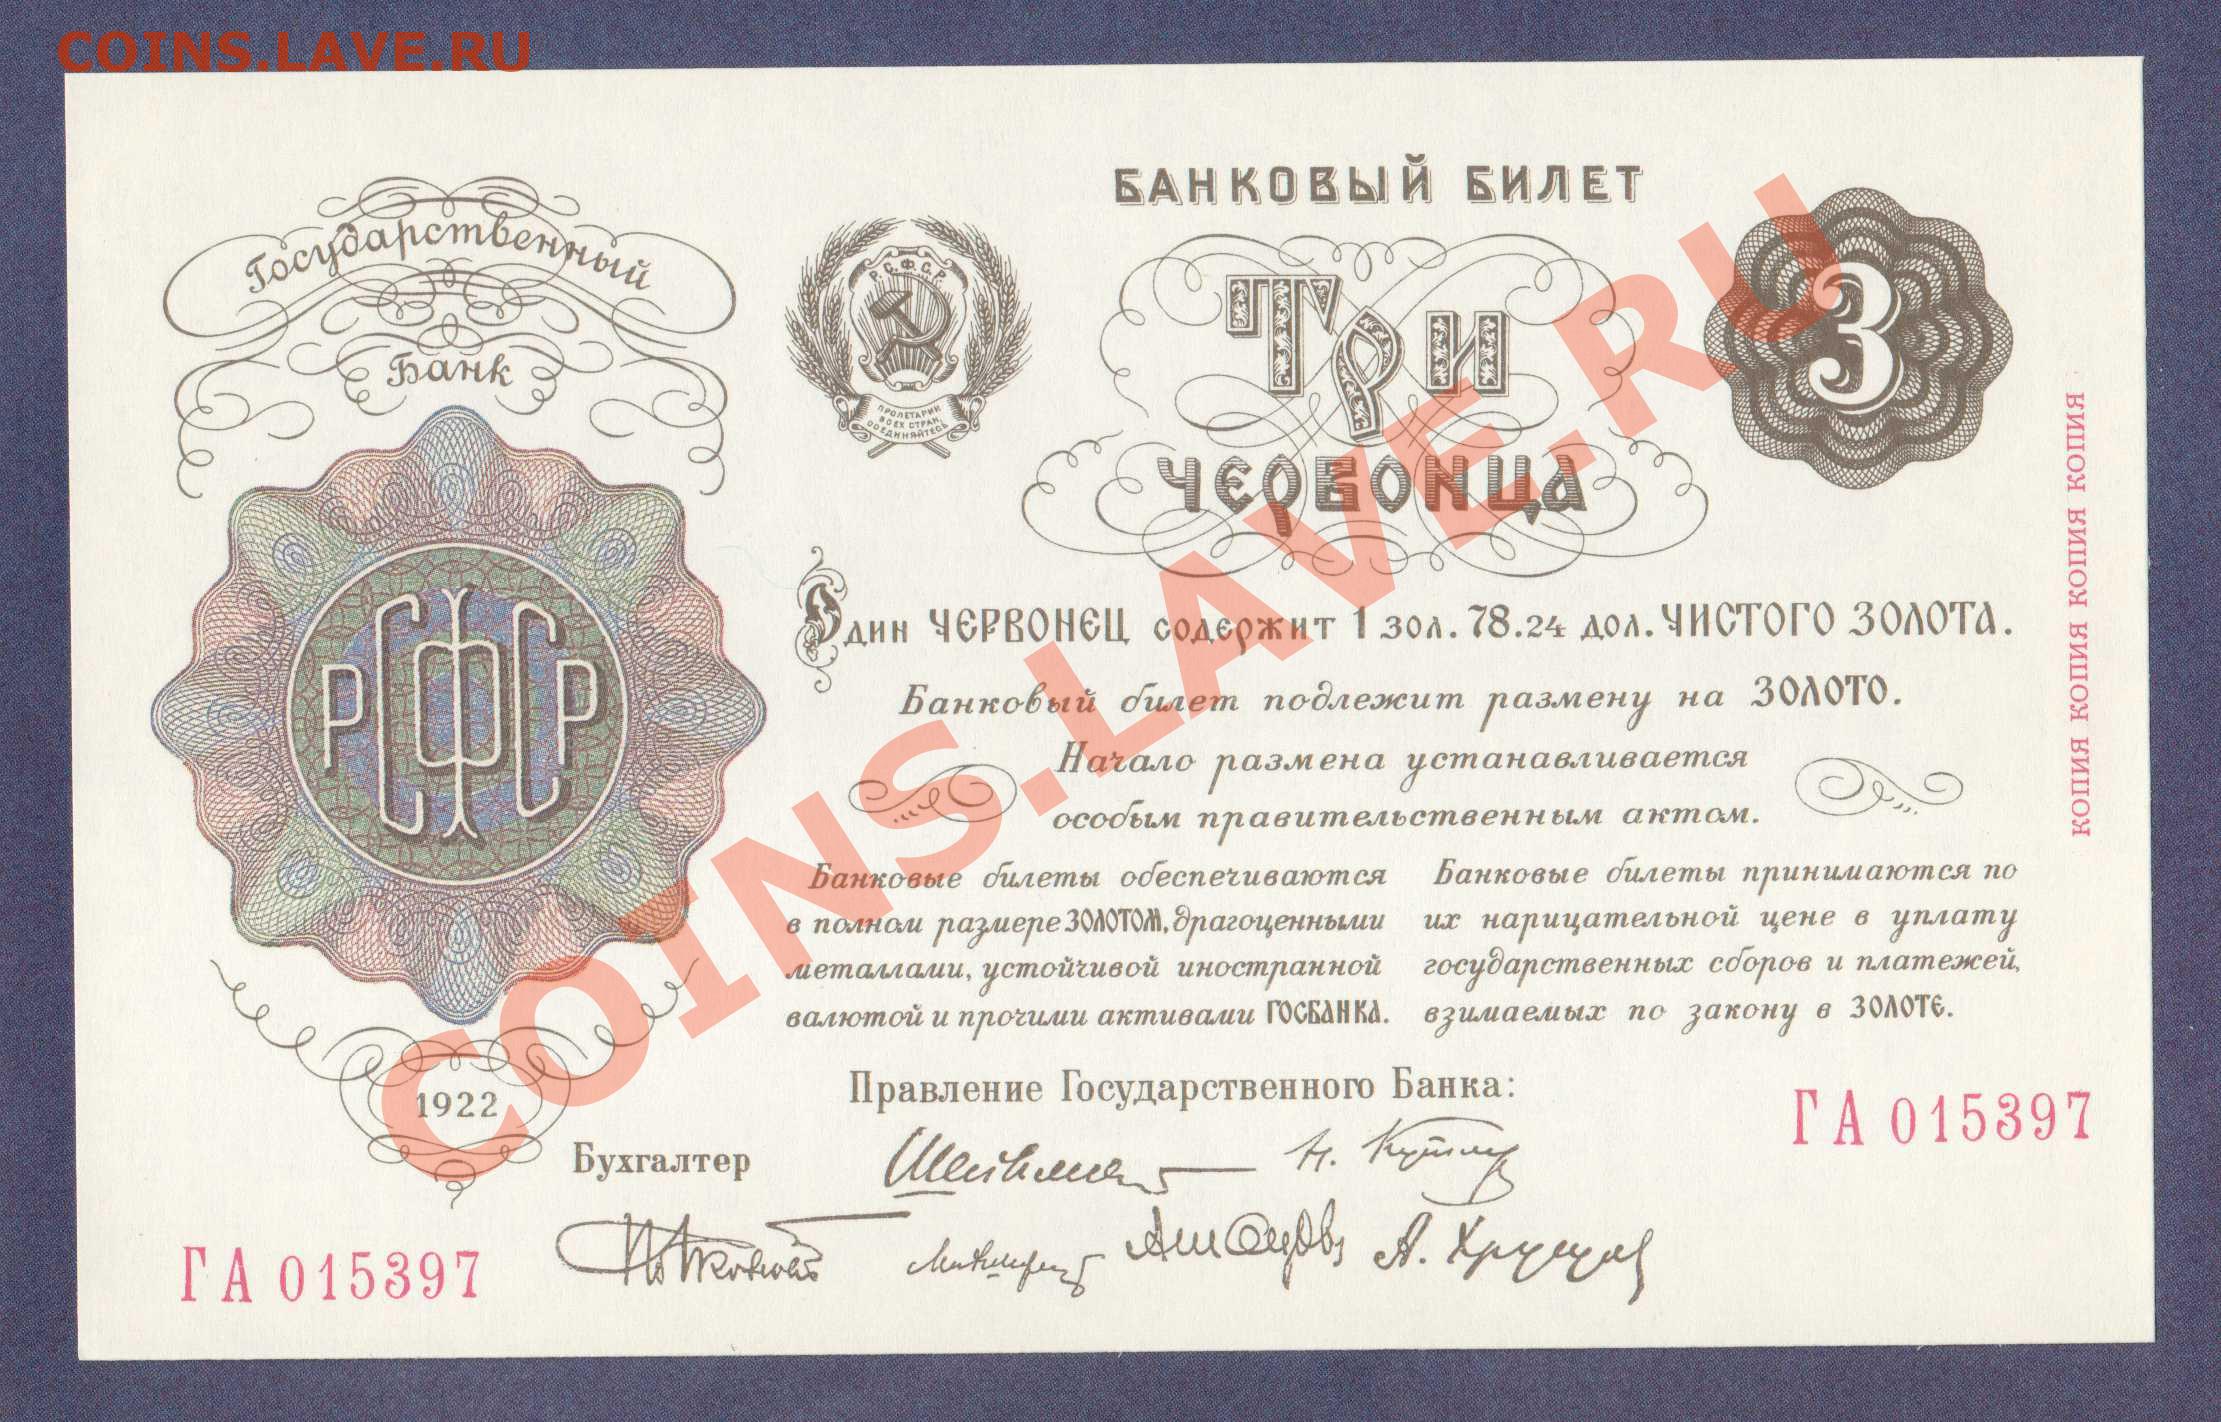 COINS.LAVE.RU
БАНКОВЫЙ БИЛЕТ
Государственный
Банк
Р.С.Ф.С.Р.
ПРОЛЕТАРИИ
ВСЕХ СТРАН,
СОЕДИНЯЙТЕСЬ
ТРИ
ЧЕРВОНЦА
3
РСФСР
Один ЧЕРВОНЕЦ содержит 1 зол. 78.24 дол. ЧИСТОГО ЗОЛОТА.
Банковый билет подлежит размену на ЗОЛОТО.
Начало размена устанавливается
особым правительственным актом.
Банковые билеты обеспечиваются
в полном размере ЗОЛОТОМ, драгоценными
металлами, устойчивой иностранной
валютой и прочими активами ГОСБАНКА.
Банковые билеты принимаются по
их нарицательной цене в уплату
государственных сборов и платежей,
взимаемых по закону в ЗОЛОТЕ.
1922
Правление Государственного Банка:
Бухгалтер
ГА 015397
ГА 015397
КОПИЯ КОПИЯ КОПИЯ КОПИЯ
COINS.LAVE.RU